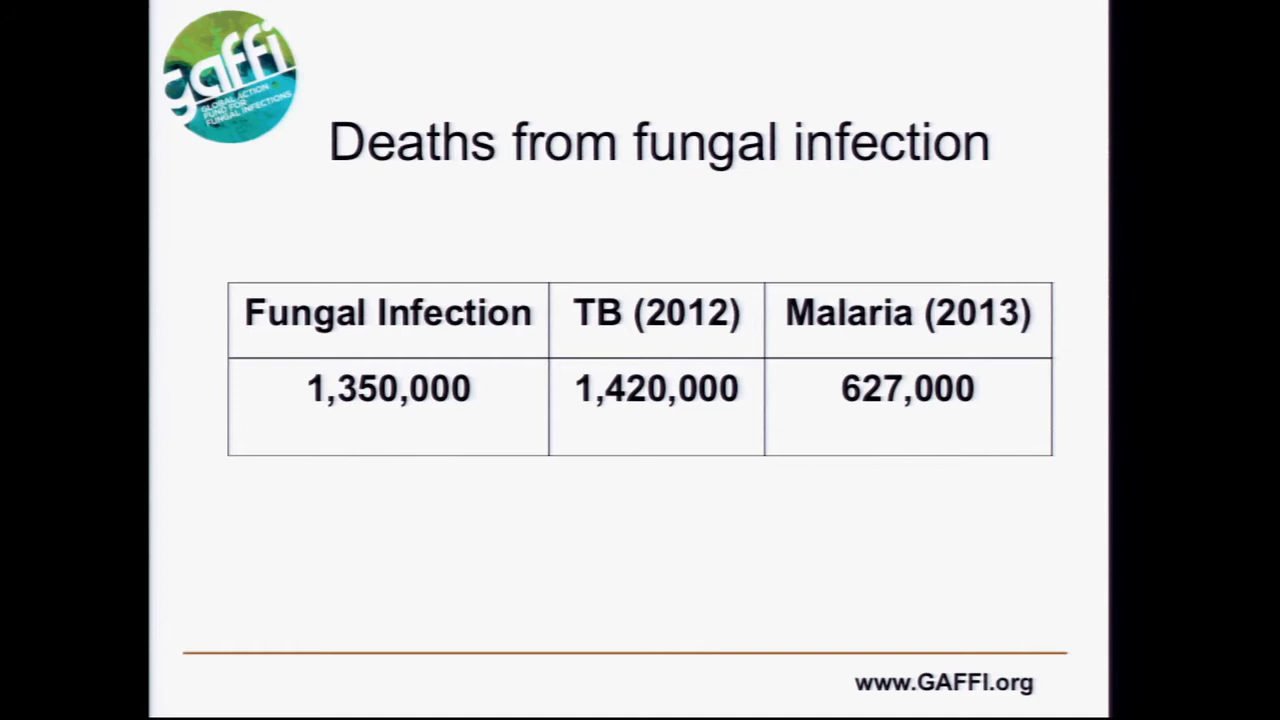 gaffi
GLOBAL ACTION
FUND FOR
FUNGAL INFECTIONS
Deaths from fungal infection
Fungal Infection TB (2012) Malaria (2013)
1,350,000 1,420,000 627,000
www.GAFFI.org